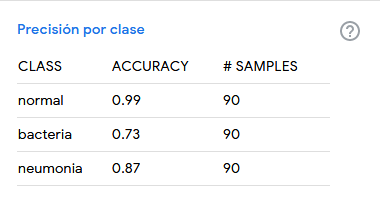 Precisión por clase
CLASS ACCURACY # SAMPLES
normal 0.99 90
bacteria 0.73 90
neumonia 0.87 90